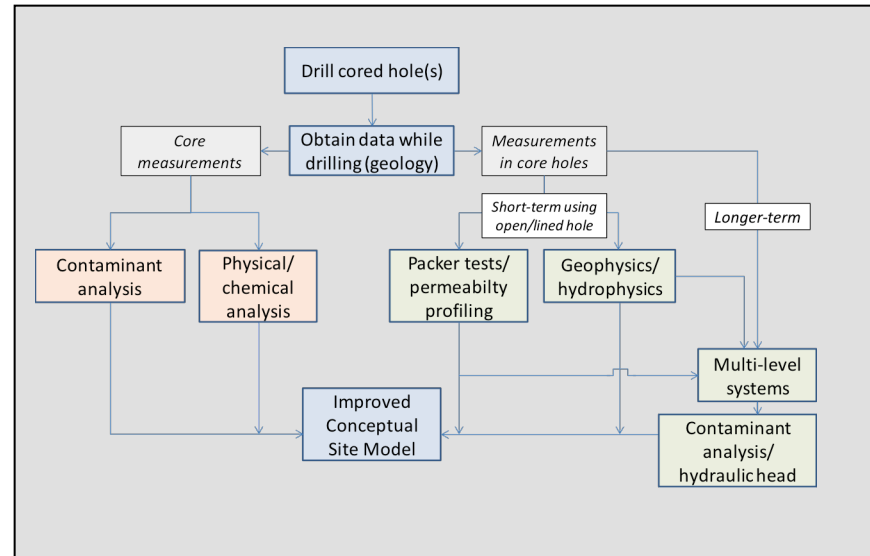 Drill cored hole(s)
Core
measurements
Obtain data while
drilling (geology)
Measurements
in core holes
Short-term using
open/lined hole
Longer-term
Contaminant
analysis
Physical/
chemical
analysis
Packer tests/
permeabilty
profiling
Geophysics/
hydrophysics
Multi-level
systems
Improved
Conceptual
Site Model
Contaminant
analysis/
hydraulic head